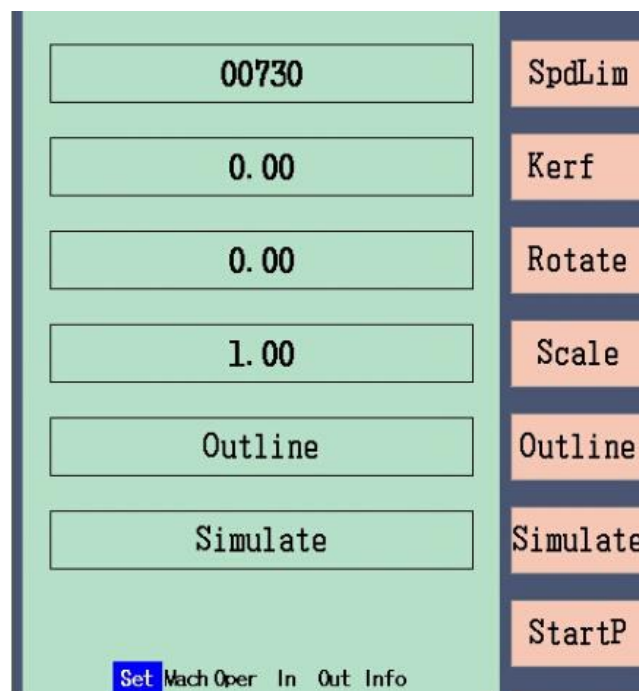 00730 SpdLim
0.00 Kerf
0.00 Rotate
1.00 Scale
Outline Outline
Simulate Simulate
StartP
Set Mach Oper In Out Info